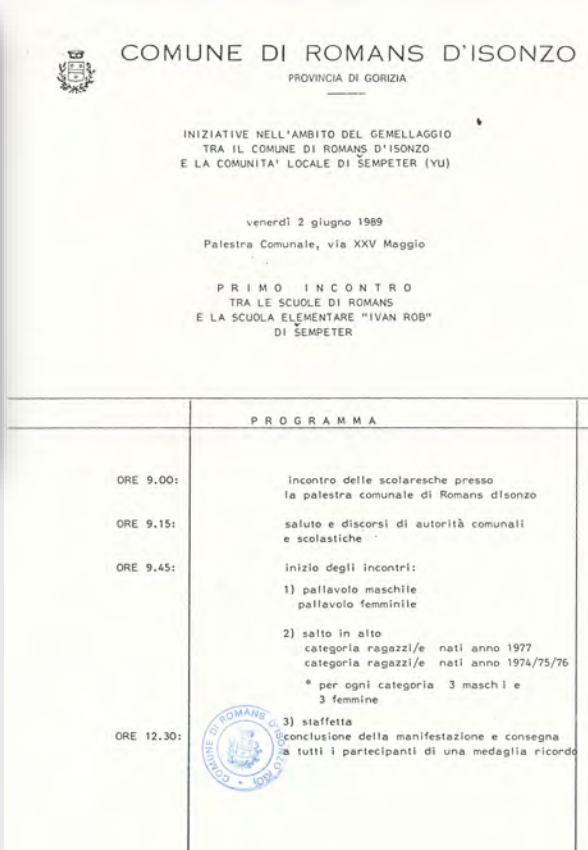 COMUNE DI ROMANS D'ISONZO
PROVINCIA DI GORIZIA
INIZIATIVE NELL'AMBITO DEL GEMELLAGGIO
TRA IL COMUNE DI ROMANS D'ISONZO
E LA COMUNITA' LOCALE DI ŠEMPETER (YU)
venerdì 2 giugno 1989
Palestra Comunale, via XXV Maggio
PRIMO INCONTRO
TRA LE SCUOLE DI ROMANS
E LA SCUOLA ELEMENTARE "IVAN ROB"
DI ŠEMPETER
PROGRAMMA
ORE 9.00: incontro delle scolaresche presso
la palestra comunale di Romans disonzo
ORE 9.15: saluto e discorsi di autorità comunali
e scolastiche
ORE 9.45: inizio degli incontri:
1) pallavolo maschile
pallavolo femminile
2) salto in alto
categoria ragazzi/e nati anno 1977
categoria ragazzi/e nati anno 1974/75/76
* per ogni categoria 3 maschi e
3 femmine
3) staffetta
ORE 12.30: conclusione della manifestazione e consegna
a tutti i partecipanti di una medaglia ricordo
COMUNE DI ROMANS D'ISONZO